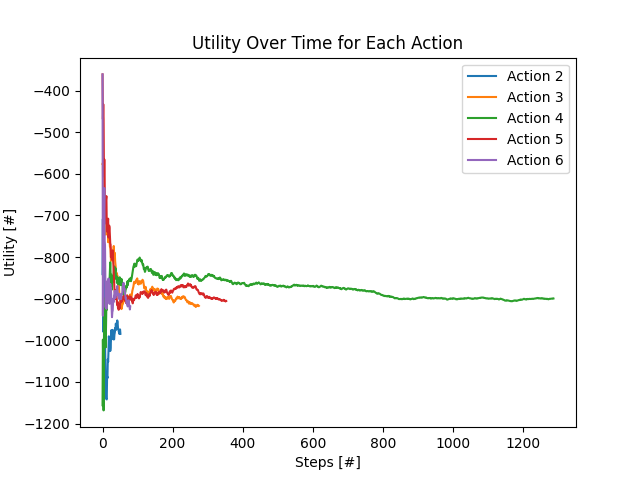 Utility Over Time for Each Action
Utility [#]
−400
−500
−600
−700
−800
−900
−1000
−1100
−1200
0
200
400
600
800
1000
1200
Steps [#]
Action 2
Action 3
Action 4
Action 5
Action 6